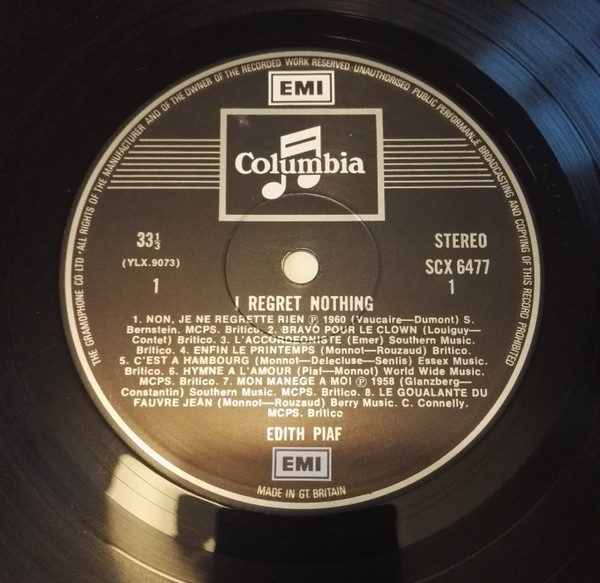 THE GRAMOPHONE CO LTD · ALL RIGHTS OF THE MANUFACTURER AND OF THE OWNER OF THE RECORDED WORK RESERVED · UNAUTHORISED PUBLIC PERFORMANCE BROADCASTING AND COPYING OF THIS RECORD PROHIBITED
EMI
Columbia
33⅓
STEREO
(YLX.9073)
SCX 6477
1
1
I REGRET NOTHING
1. NON, JE NE REGRETTE RIEN Ⓟ 1960 (Vaucaire—Dumont) S.
Bernstein. MCPS. Britico. 2. BRAVO POUR LE CLOWN (Louiguy—
Contet) Britico. 3. L'ACCORDEONISTE (Emer) Southern Music.
Britico. 4. ENFIN LE PRINTEMPS (Monnot—Rouzaud) Britico.
5. C'EST A HAMBOURG (Monnot—Delecluse—Senlis) Essex Music.
Britico. 6. HYMNE A L'AMOUR (Piaf—Monnot) World Wide Music.
MCPS. Britico. 7. MON MANEGE A MOI Ⓟ 1958 (Glanzberg—
Constantin) Southern Music. MCPS. Britico. 8. LE GOUALANTE DU
FAUVRE JEAN (Monnot—Rouzaud) Berry Music. C. Connelly.
MCPS. Britico
EDITH PIAF
EMI
MADE IN GT. BRITAIN